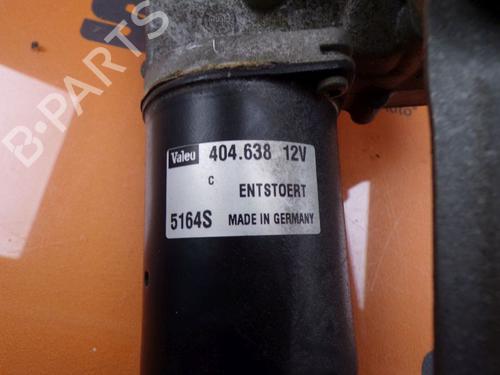 Valeo 404.638 12V
C ENTSTOERT
5164S MADE IN GERMANY
B-PARTS